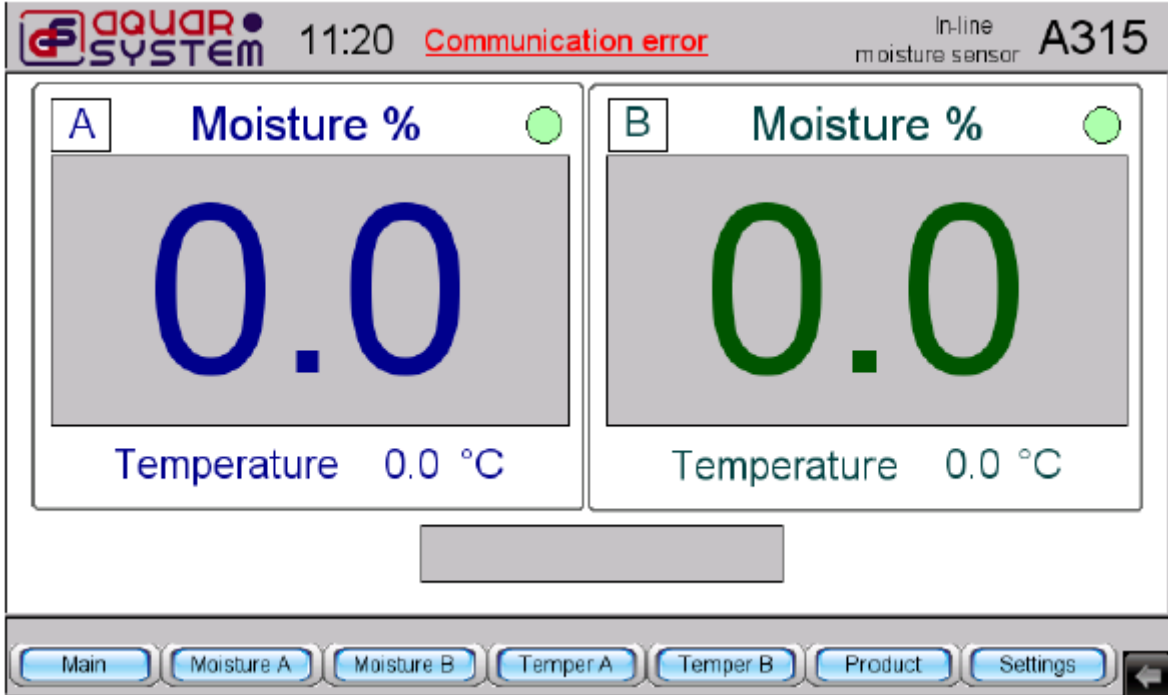 aquar system 11:20 Communication error In-line moisture sensor A315
A Moisture %
0.0
Temperature 0.0 °C
B Moisture %
0.0
Temperature 0.0 °C
Main Moisture A Moisture B Temper A Temper B Product Settings